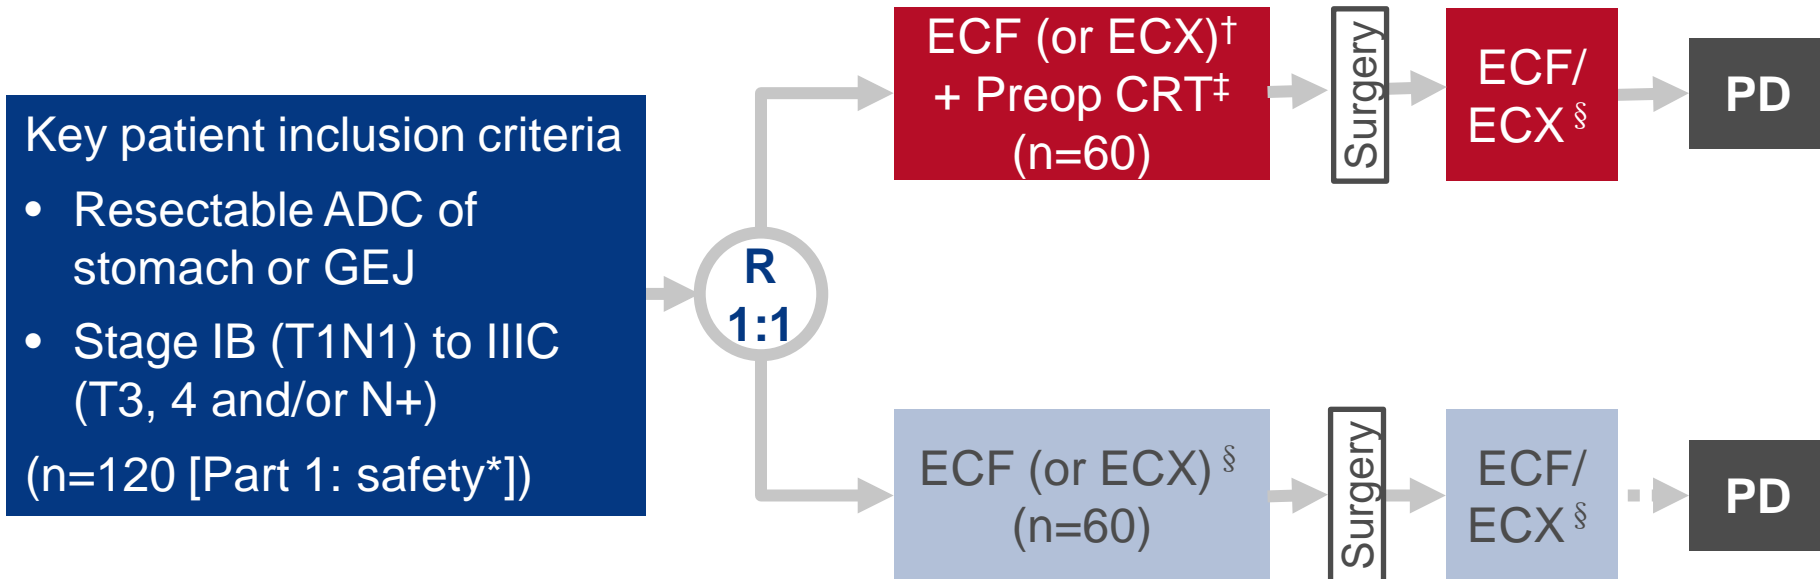 Key patient inclusion criteria
• Resectable ADC of
stomach or GEJ
• Stage IB (T1N1) to IIIC
(T3, 4 and/or N+)
(n=120 [Part 1: safety*])
R
1:1
ECF (or ECX)†
+ Preop CRT‡
(n=60)
Surgery
ECF/
ECX §
PD
ECF (or ECX) §
(n=60)
Surgery
ECF/
ECX §
PD